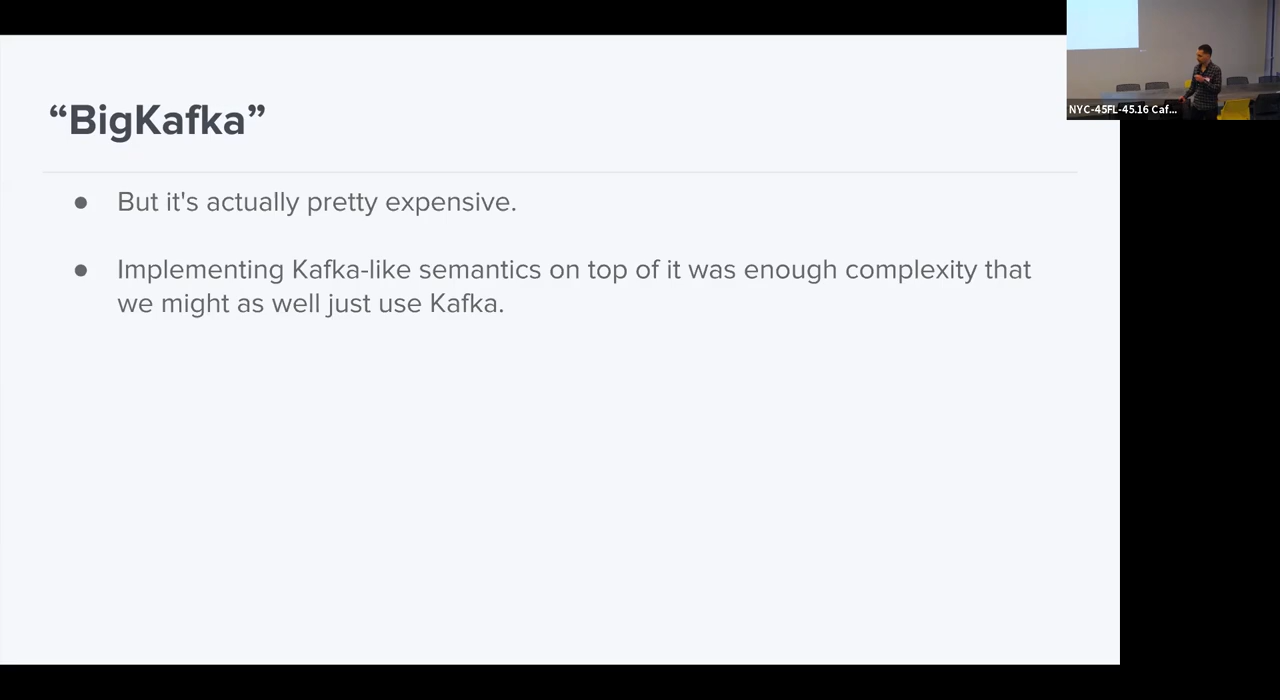 “BigKafka”
● But it's actually pretty expensive.
● Implementing Kafka-like semantics on top of it was enough complexity that
we might as well just use Kafka.
NYC-45FL-45.16 Caf...